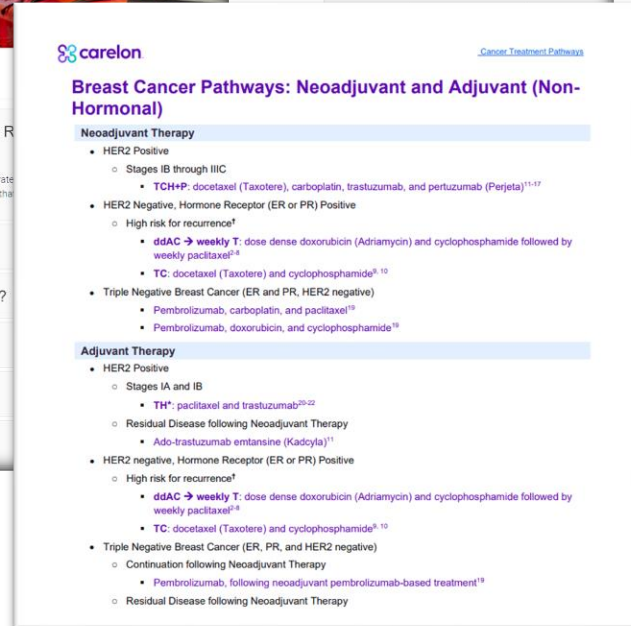 carelon
Cancer Treatment Pathways
Breast Cancer Pathways: Neoadjuvant and Adjuvant (Non-
Hormonal)
Neoadjuvant Therapy
• HER2 Positive
○ Stages IB through IIIC
▪ TCH+P: docetaxel (Taxotere), carboplatin, trastuzumab, and pertuzumab (Perjeta)11-17
• HER2 Negative, Hormone Receptor (ER or PR) Positive
○ High risk for recurrence†
▪ ddAC → weekly T: dose dense doxorubicin (Adriamycin) and cyclophosphamide followed by
weekly paclitaxel2-8
▪ TC: docetaxel (Taxotere) and cyclophosphamide9, 10
• Triple Negative Breast Cancer (ER and PR, HER2 negative)
▪ Pembrolizumab, carboplatin, and paclitaxel19
▪ Pembrolizumab, doxorubicin, and cyclophosphamide19
Adjuvant Therapy
• HER2 Positive
○ Stages IA and IB
▪ TH*: paclitaxel and trastuzumab20-22
○ Residual Disease following Neoadjuvant Therapy
▪ Ado-trastuzumab emtansine (Kadcyla)11
• HER2 negative, Hormone Receptor (ER or PR) Positive
○ High risk for recurrence†
▪ ddAC → weekly T: dose dense doxorubicin (Adriamycin) and cyclophosphamide followed by
weekly paclitaxel2-8
▪ TC: docetaxel (Taxotere) and cyclophosphamide9, 10
• Triple Negative Breast Cancer (ER, PR, and HER2 negative)
○ Continuation following Neoadjuvant Therapy
▪ Pembrolizumab, following neoadjuvant pembrolizumab-based treatment19
○ Residual Disease following Neoadjuvant Therapy